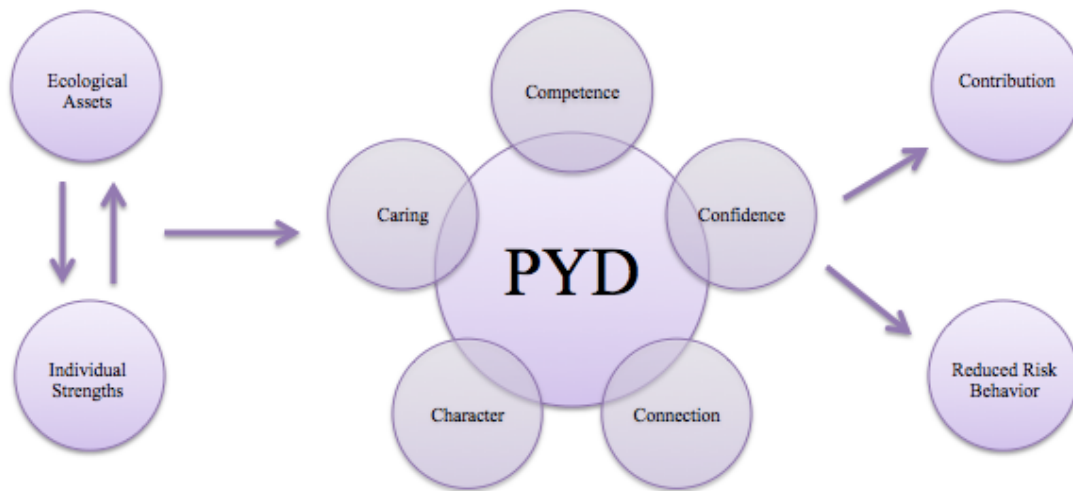 Ecological
Assets
Individual
Strengths
Competence
Caring
Confidence
PYD
Character
Connection
Contribution
Reduced Risk
Behavior